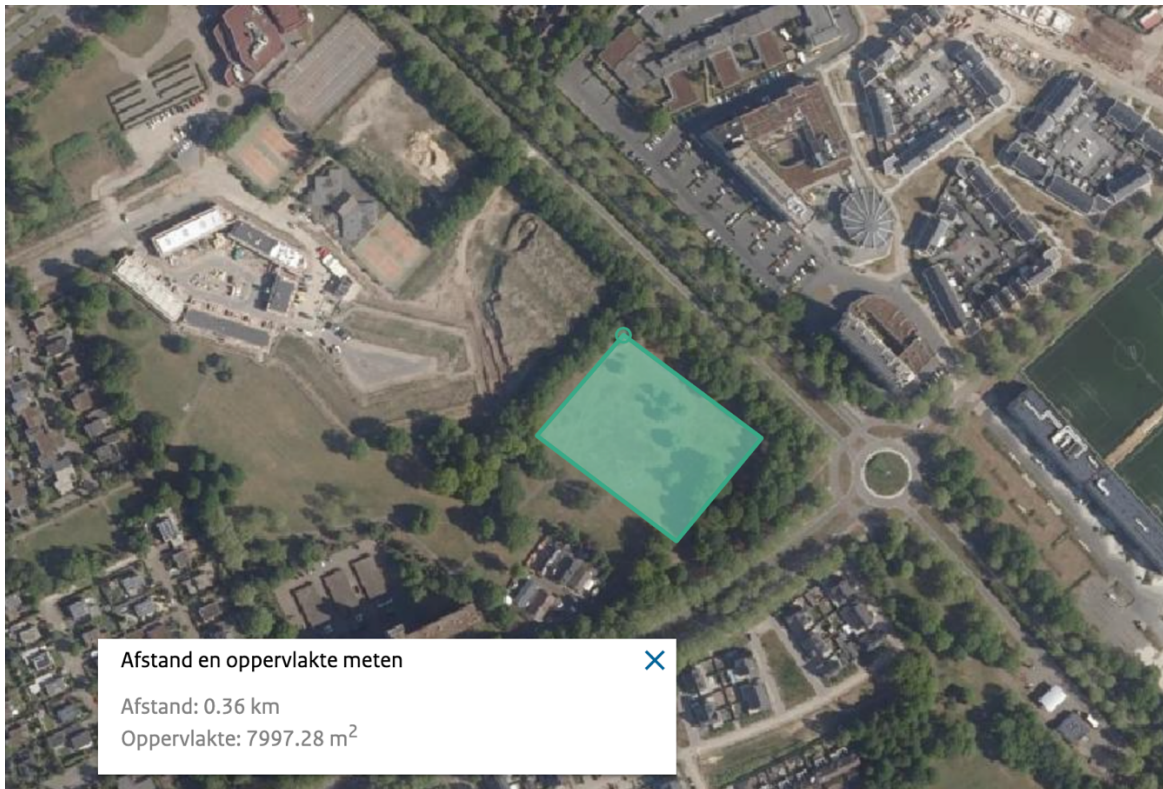 Afstand en oppervlakte meten
Afstand: 0.36 km
Oppervlakte: 7997.28 m²